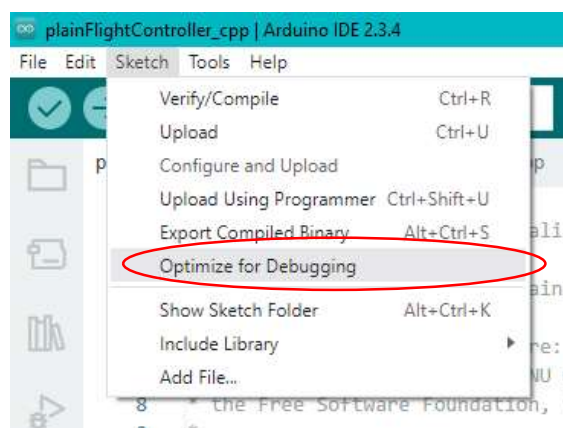 plainFlightController_cpp | Arduino IDE 2.3.4
File Edit Sketch Tools Help
Verify/Compile Ctrl+R
Upload Ctrl+U
Configure and Upload
Upload Using Programmer Ctrl+Shift+U
Export Compiled Binary Alt+Ctrl+S
Optimize for Debugging
Show Sketch Folder Alt+Ctrl+K
Include Library
Add File...
8 * the Free Software Foundation,